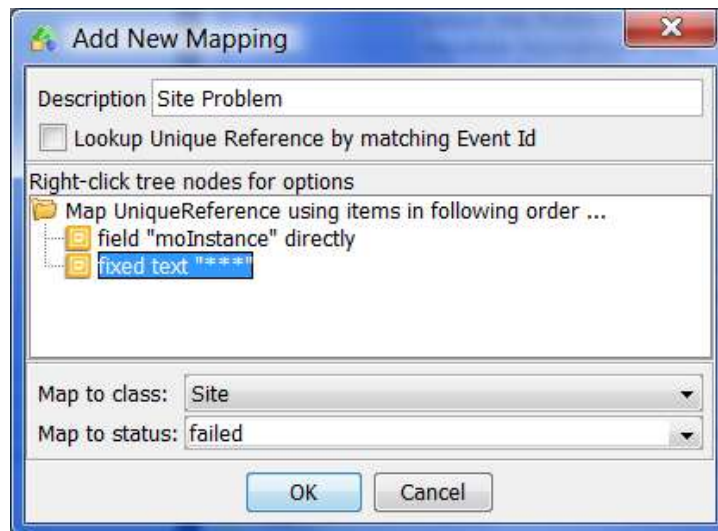 Add New Mapping
Description Site Problem
Lookup Unique Reference by matching Event Id
Right-click tree nodes for options
Map UniqueReference using items in following order ...
field "moInstance" directly
fixed text "***"
Map to class: Site
Map to status: failed
OK Cancel